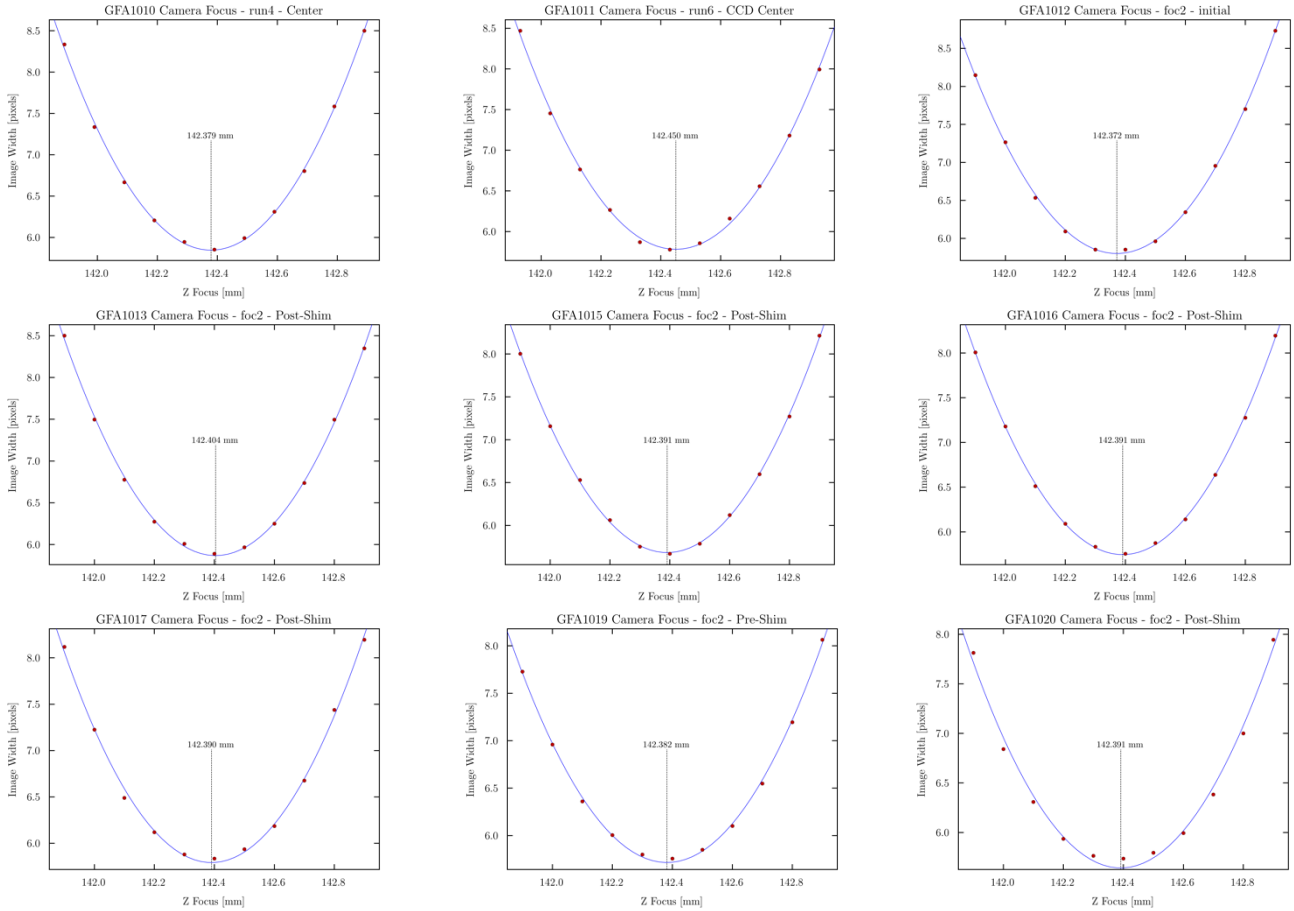 GFA1010 Camera Focus - run4 - Center
8.5
8.0
7.5
7.0
6.5
6.0
Image Width [pixels]
142.379 mm
142.0 142.2 142.4 142.6 142.8
Z Focus [mm]
GFA1011 Camera Focus - run6 - CCD Center
8.5
8.0
7.5
7.0
6.5
6.0
Image Width [pixels]
142.450 mm
142.0 142.2 142.4 142.6 142.8
Z Focus [mm]
GFA1012 Camera Focus - foc2 - initial
8.5
8.0
7.5
7.0
6.5
6.0
Image Width [pixels]
142.372 mm
142.0 142.2 142.4 142.6 142.8
Z Focus [mm]
GFA1013 Camera Focus - foc2 - Post-Shim
8.5
8.0
7.5
7.0
6.5
6.0
Image Width [pixels]
142.404 mm
142.0 142.2 142.4 142.6 142.8
Z Focus [mm]
GFA1015 Camera Focus - foc2 - Post-Shim
8.0
7.5
7.0
6.5
6.0
Image Width [pixels]
142.391 mm
142.0 142.2 142.4 142.6 142.8
Z Focus [mm]
GFA1016 Camera Focus - foc2 - Post-Shim
8.0
7.5
7.0
6.5
6.0
Image Width [pixels]
142.391 mm
142.0 142.2 142.4 142.6 142.8
Z Focus [mm]
GFA1017 Camera Focus - foc2 - Post-Shim
8.0
7.5
7.0
6.5
6.0
Image Width [pixels]
142.390 mm
142.0 142.2 142.4 142.6 142.8
Z Focus [mm]
GFA1019 Camera Focus - foc2 - Pre-Shim
8.0
7.5
7.0
6.5
6.0
Image Width [pixels]
142.382 mm
142.0 142.2 142.4 142.6 142.8
Z Focus [mm]
GFA1020 Camera Focus - foc2 - Post-Shim
8.0
7.5
7.0
6.5
6.0
Image Width [pixels]
142.391 mm
142.0 142.2 142.4 142.6 142.8
Z Focus [mm]